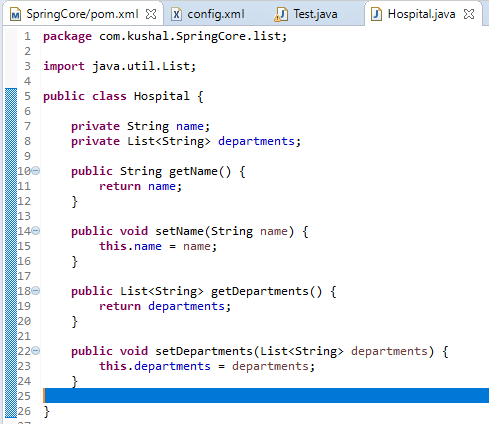 SpringCore/pom.xml config.xml Test.java Hospital.java
1 package com.kushal.SpringCore.list;
2
3 import java.util.List;
4
5 public class Hospital {
6
7 private String name;
8 private List<String> departments;
9
10 public String getName() {
11 return name;
12 }
13
14 public void setName(String name) {
15 this.name = name;
16 }
17
18 public List<String> getDepartments() {
19 return departments;
20 }
21
22 public void setDepartments(List<String> departments) {
23 this.departments = departments;
24 }
25
26 }
27